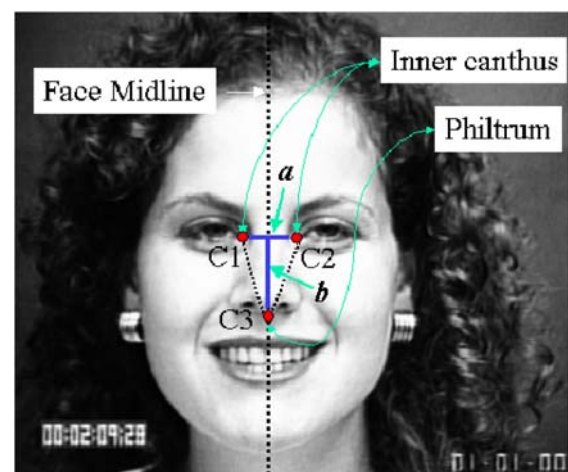 Inner canthus
Face Midline
Philtrum
a
C1
C2
b
C3
00:02:09:28
01-01-00